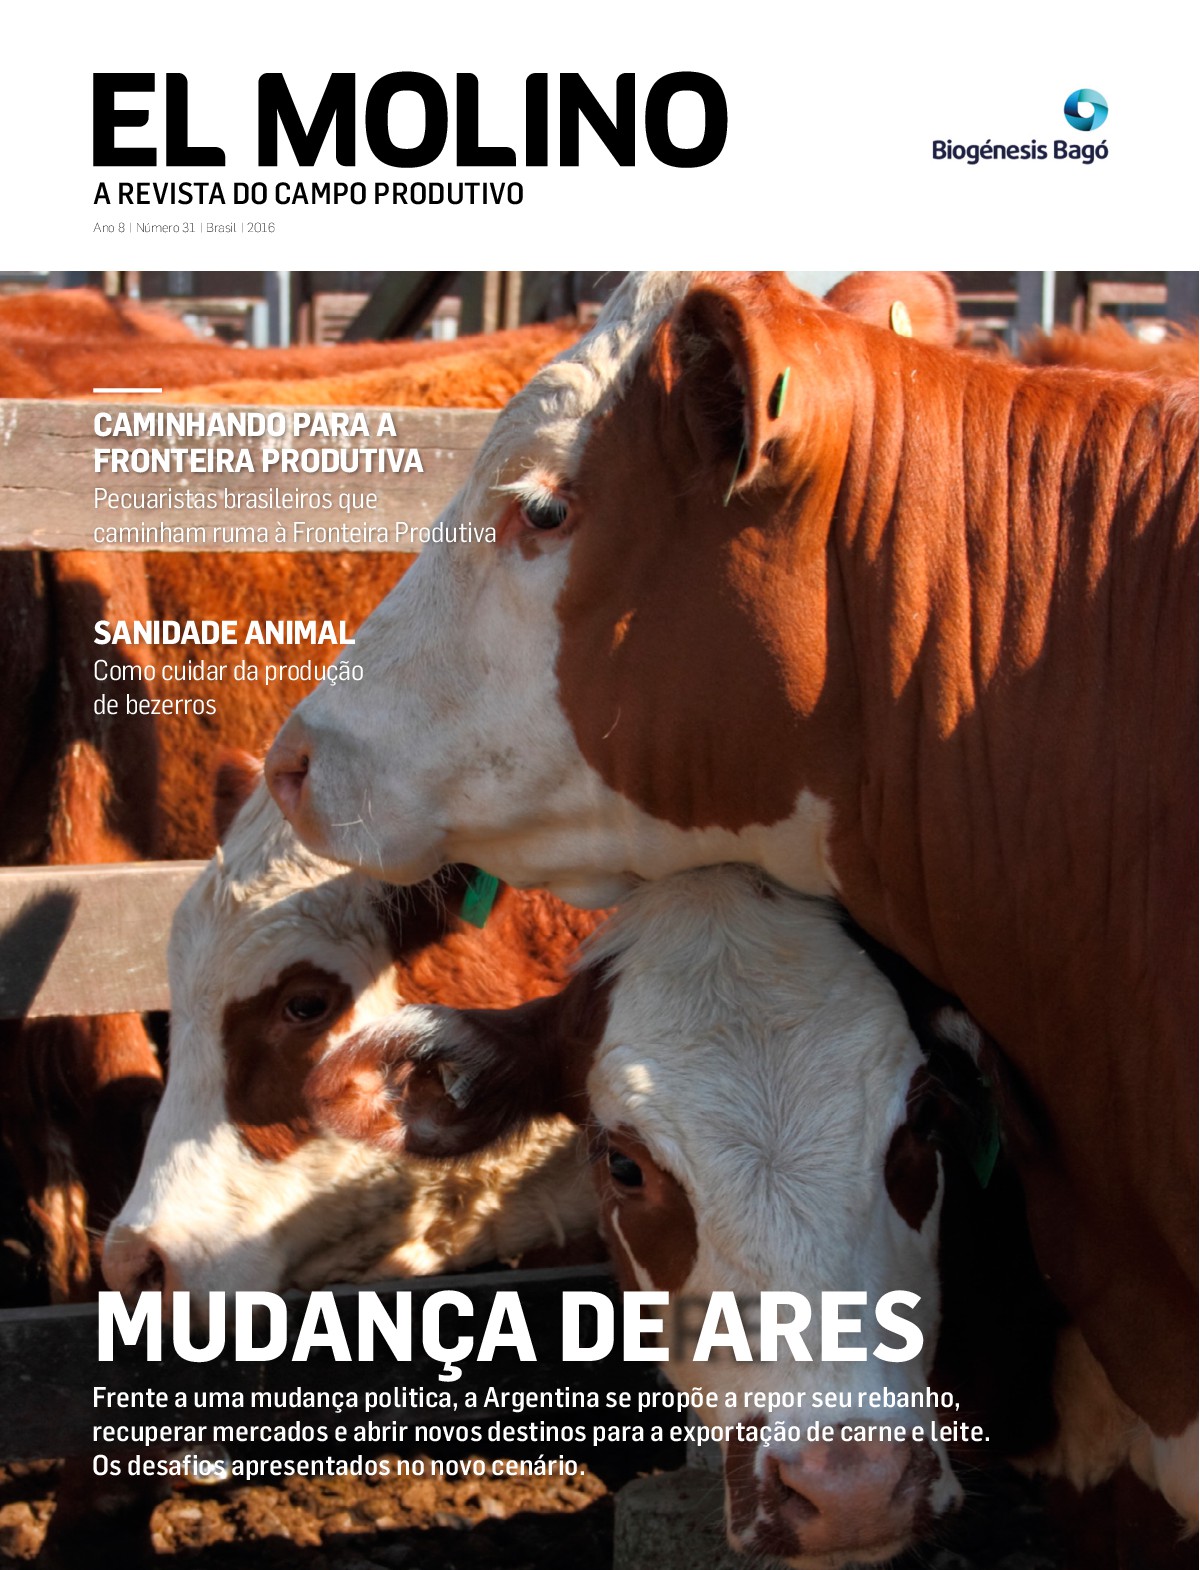 EL MOLINO
A REVISTA DO CAMPO PRODUTIVO
Ano 8 | Número 31 | Brasil | 2016
Biogénesis Bagó
CAMINHANDO PARA A
FRONTEIRA PRODUTIVA
Pecuaristas brasileiros que
caminham ruma à Fronteira Produtiva
SANIDADE ANIMAL
Como cuidar da produção
de bezerros
MUDANÇA DE ARES
Frente a uma mudança politica, a Argentina se propõe a repor seu rebanho,
recuperar mercados e abrir novos destinos para a exportação de carne e leite.
Os desafios apresentados no novo cenário.